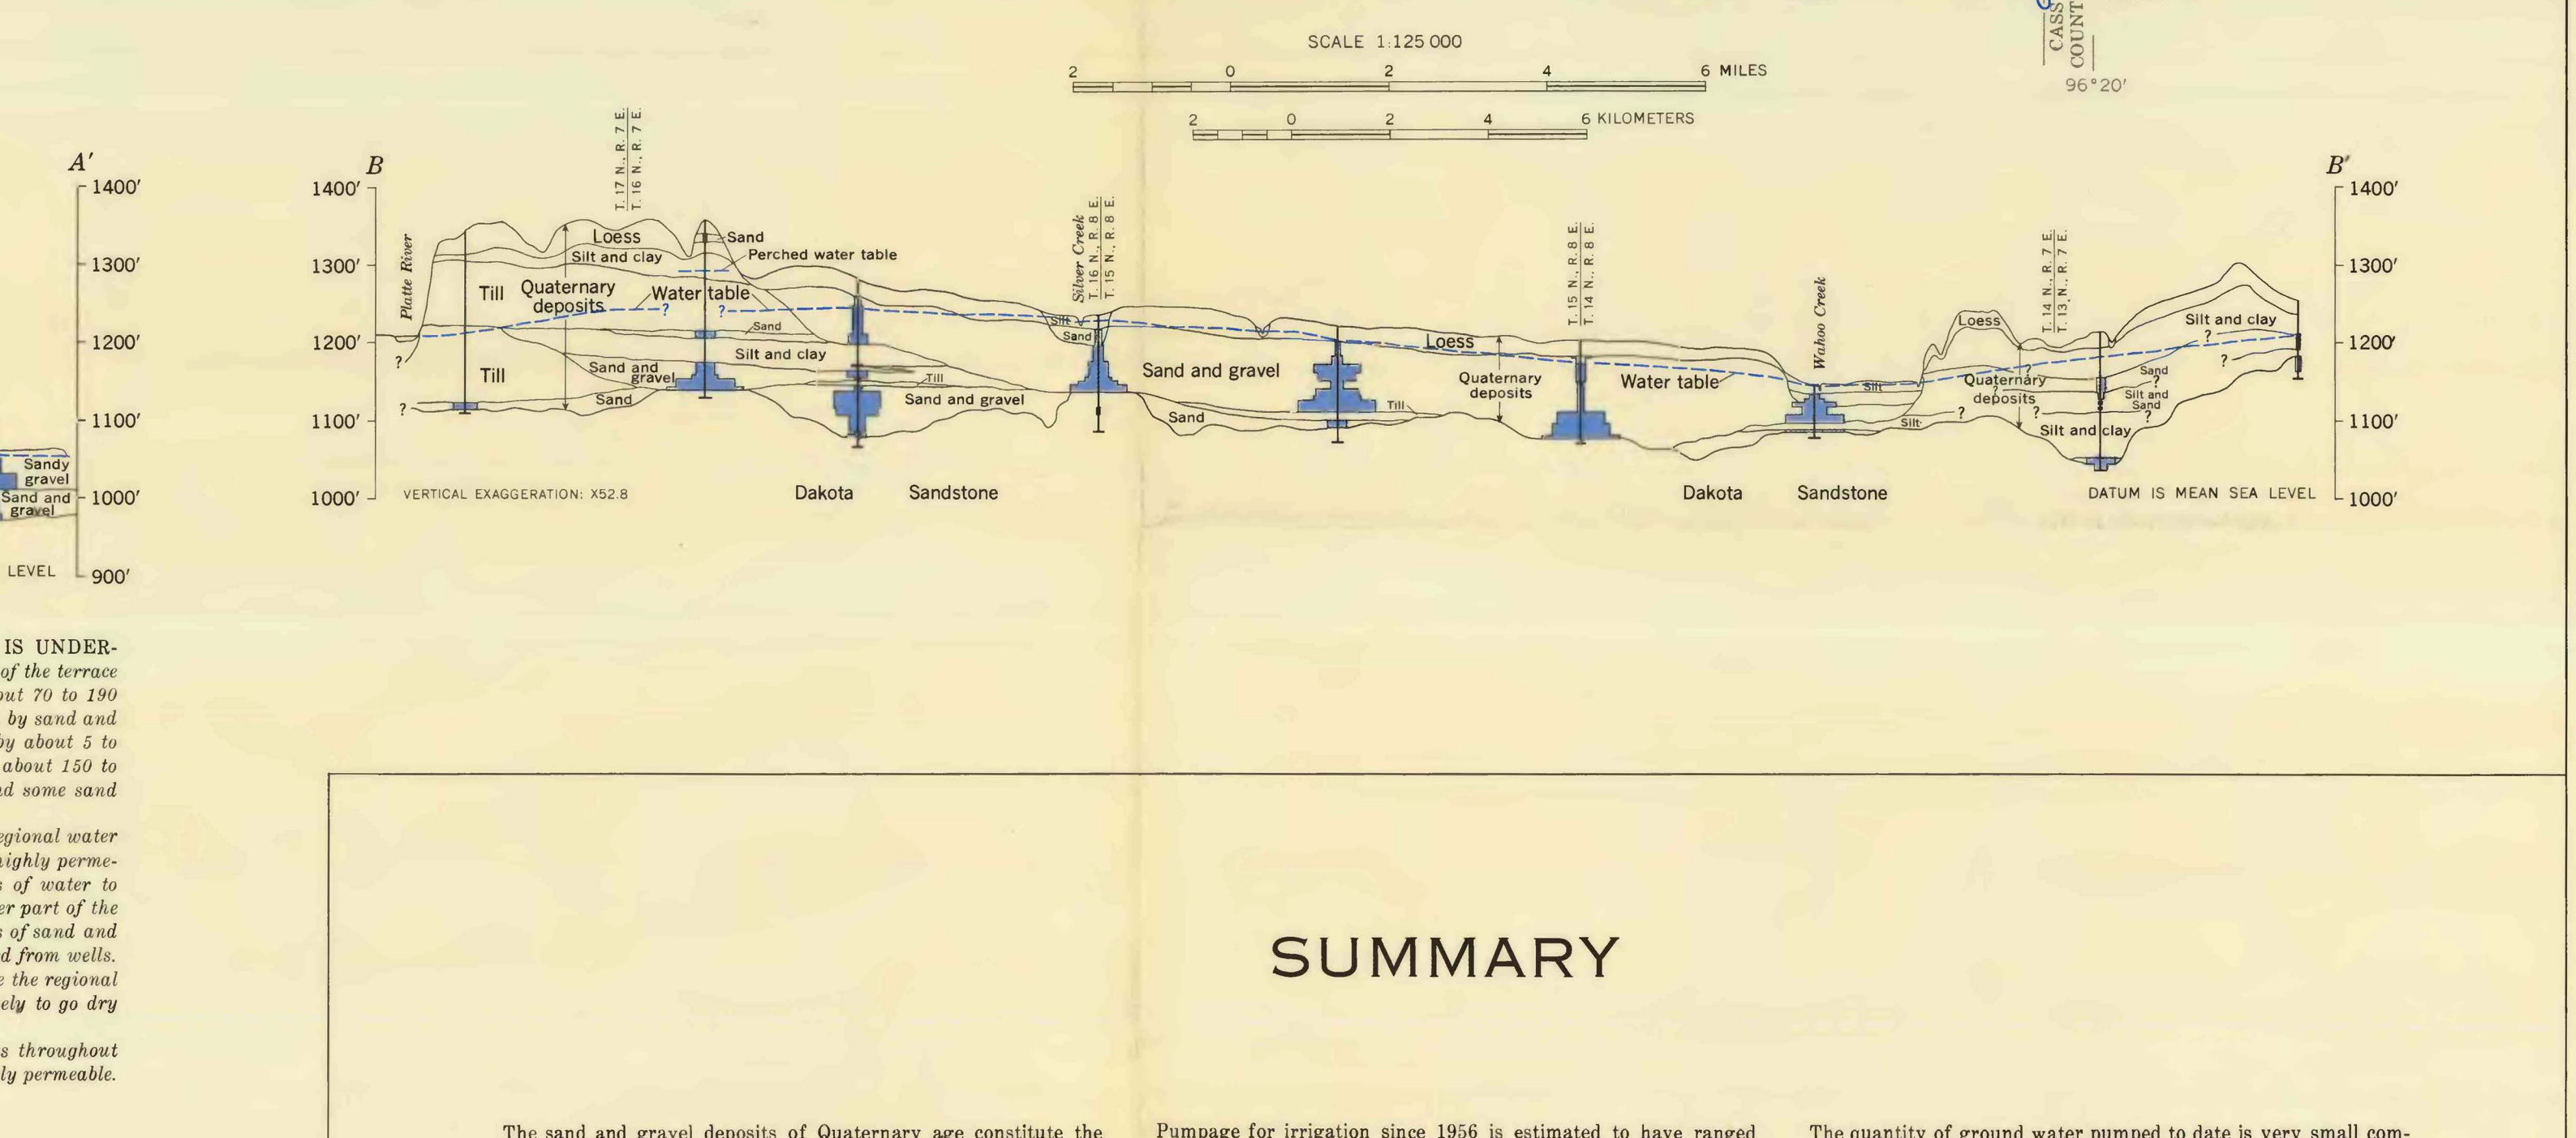 CASS
COUNT
96°20′
SCALE 1:125 000
2 0 2 4 6 MILES
2 0 2 4 6 KILOMETERS
A′
1400′
1300′
1200′
1100′
1000′
900′
Sandy
gravel
Sand and
gravel
LEVEL
B
1400′
1300′
1200′
1100′
1000′
Platte River
T. 17 N., R. 7 E.
T. 16 N., R. 7 E.
Loess
Silt and clay
Sand
Perched water table
Till
Quaternary
deposits
Water table
?
?
Sand
Silt and clay
?
Till
Sand and
gravel
Sand
?
Till
Sand and gravel
Silver Creek
T. 16 N., R. 8 E.
T. 15 N., R. 8 E.
Silt
Sand
Sand and gravel
Sand
Till
Loess
Quaternary
deposits
T. 15 N., R. 8 E.
T. 14 N., R. 8 E.
Water table
Wahoo Creek
Silt
Silt
Loess
T. 14 N., R. 7 E.
T. 13 N., R. 7 E.
Quaternary
deposits
?
?
?
?
Silt and clay
Sand
?
Silt and
Sand
?
Silt and clay
?
?
B′
1400′
1300′
1200′
1100′
1000′
VERTICAL EXAGGERATION: X52.8
Dakota Sandstone
Dakota Sandstone
DATUM IS MEAN SEA LEVEL
IS UNDER-
of the terrace
out 70 to 190
by sand and
by about 5 to
about 150 to
nd some sand
egional water
highly perme-
s of water to
er part of the
s of sand and
d from wells.
e the regional
ely to go dry
s throughout
ly permeable.
SUMMARY
The sand and gravel deposits of Quaternary age constitute the
Pumpage for irrigation since 1956 is estimated to have ranged
The quantity of ground water pumped to date is very small com-